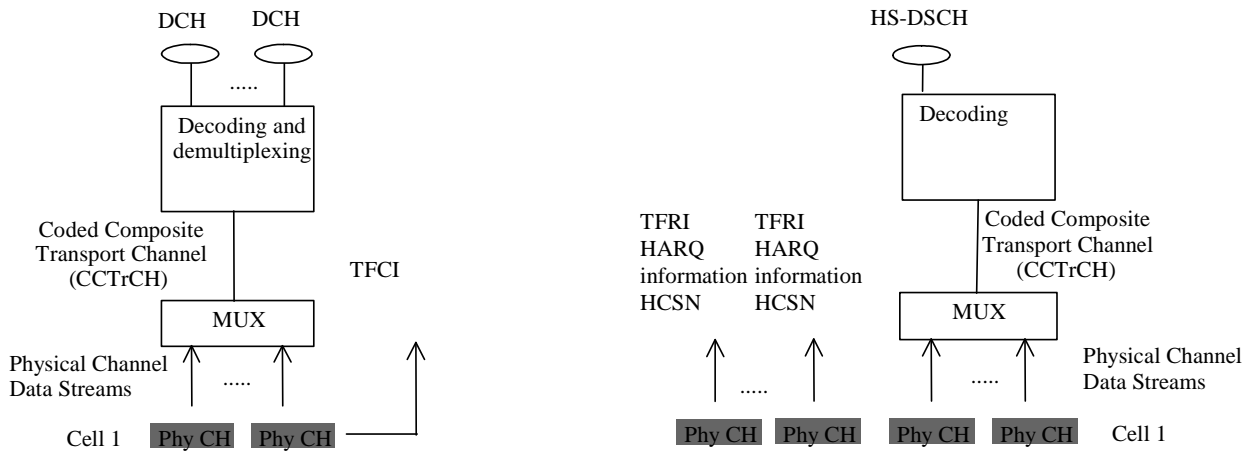 DCH
DCH
.....
Decoding and
demultiplexing
Coded Composite
Transport Channel
(CCTrCH)
TFCI
MUX
Physical Channel
Data Streams
.....
Cell 1
Phy CH
Phy CH
HS-DSCH
Decoding
TFRI
HARQ
information
HCSN
TFRI
HARQ
information
HCSN
Coded Composite
Transport Channel
(CCTrCH)
MUX
Physical Channel
Data Streams
.....
.....
Phy CH
Phy CH
Phy CH
Phy CH
Cell 1